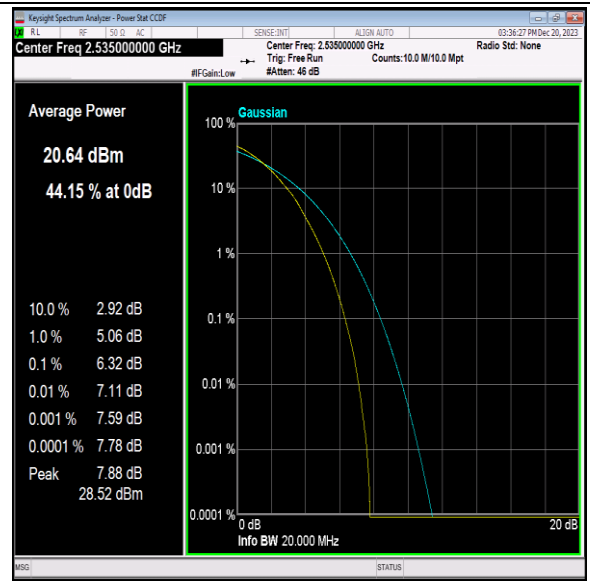 Keysight Spectrum Analyzer - Power Stat CCDF
RL RF 50 Ω AC SENSE:INT ALIGN AUTO 03:36:27 PM Dec 20, 2023
Center Freq 2.535000000 GHz
Center Freq: 2.535000000 GHz Radio Std: None
Trig: Free Run Counts:10.0 M/10.0 Mpt
#IFGain:Low #Atten: 46 dB
Average Power
20.64 dBm
44.15 % at 0dB
10.0 % 2.92 dB
1.0 % 5.06 dB
0.1 % 6.32 dB
0.01 % 7.11 dB
0.001 % 7.59 dB
0.0001 % 7.78 dB
Peak 7.88 dB
28.52 dBm
Gaussian
100 %
10 %
1 %
0.1 %
0.01 %
0.001 %
0.0001 %
0 dB 20 dB
Info BW 20.000 MHz
MSG STATUS